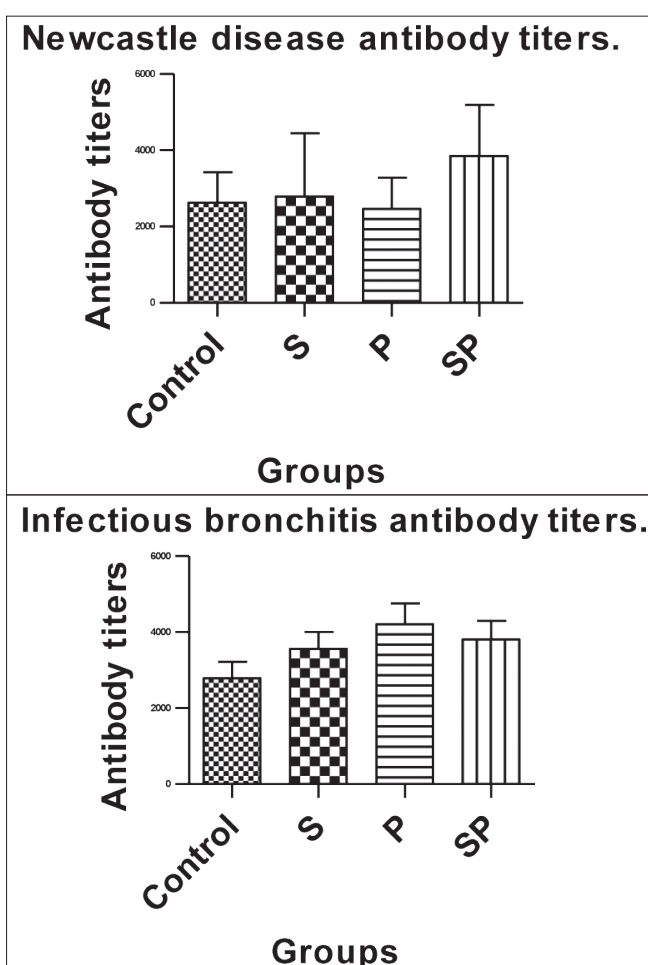 Newcastle disease antibody titers.
Antibody titers
6000
4000
2000
0
Control
S
P
SP
Groups
Infectious bronchitis antibody titers.
Antibody titers
6000
4000
2000
0
Control
S
P
SP
Groups